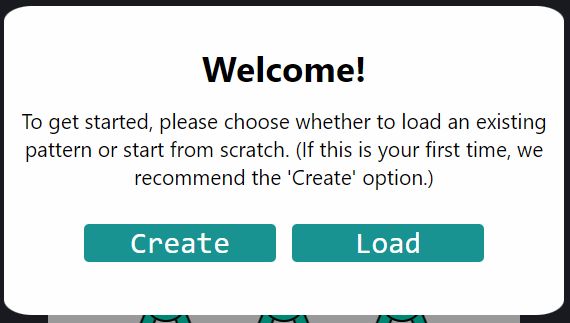 Welcome!
To get started, please choose whether to load an existing
pattern or start from scratch. (If this is your first time, we
recommend the 'Create' option.)
Create
Load